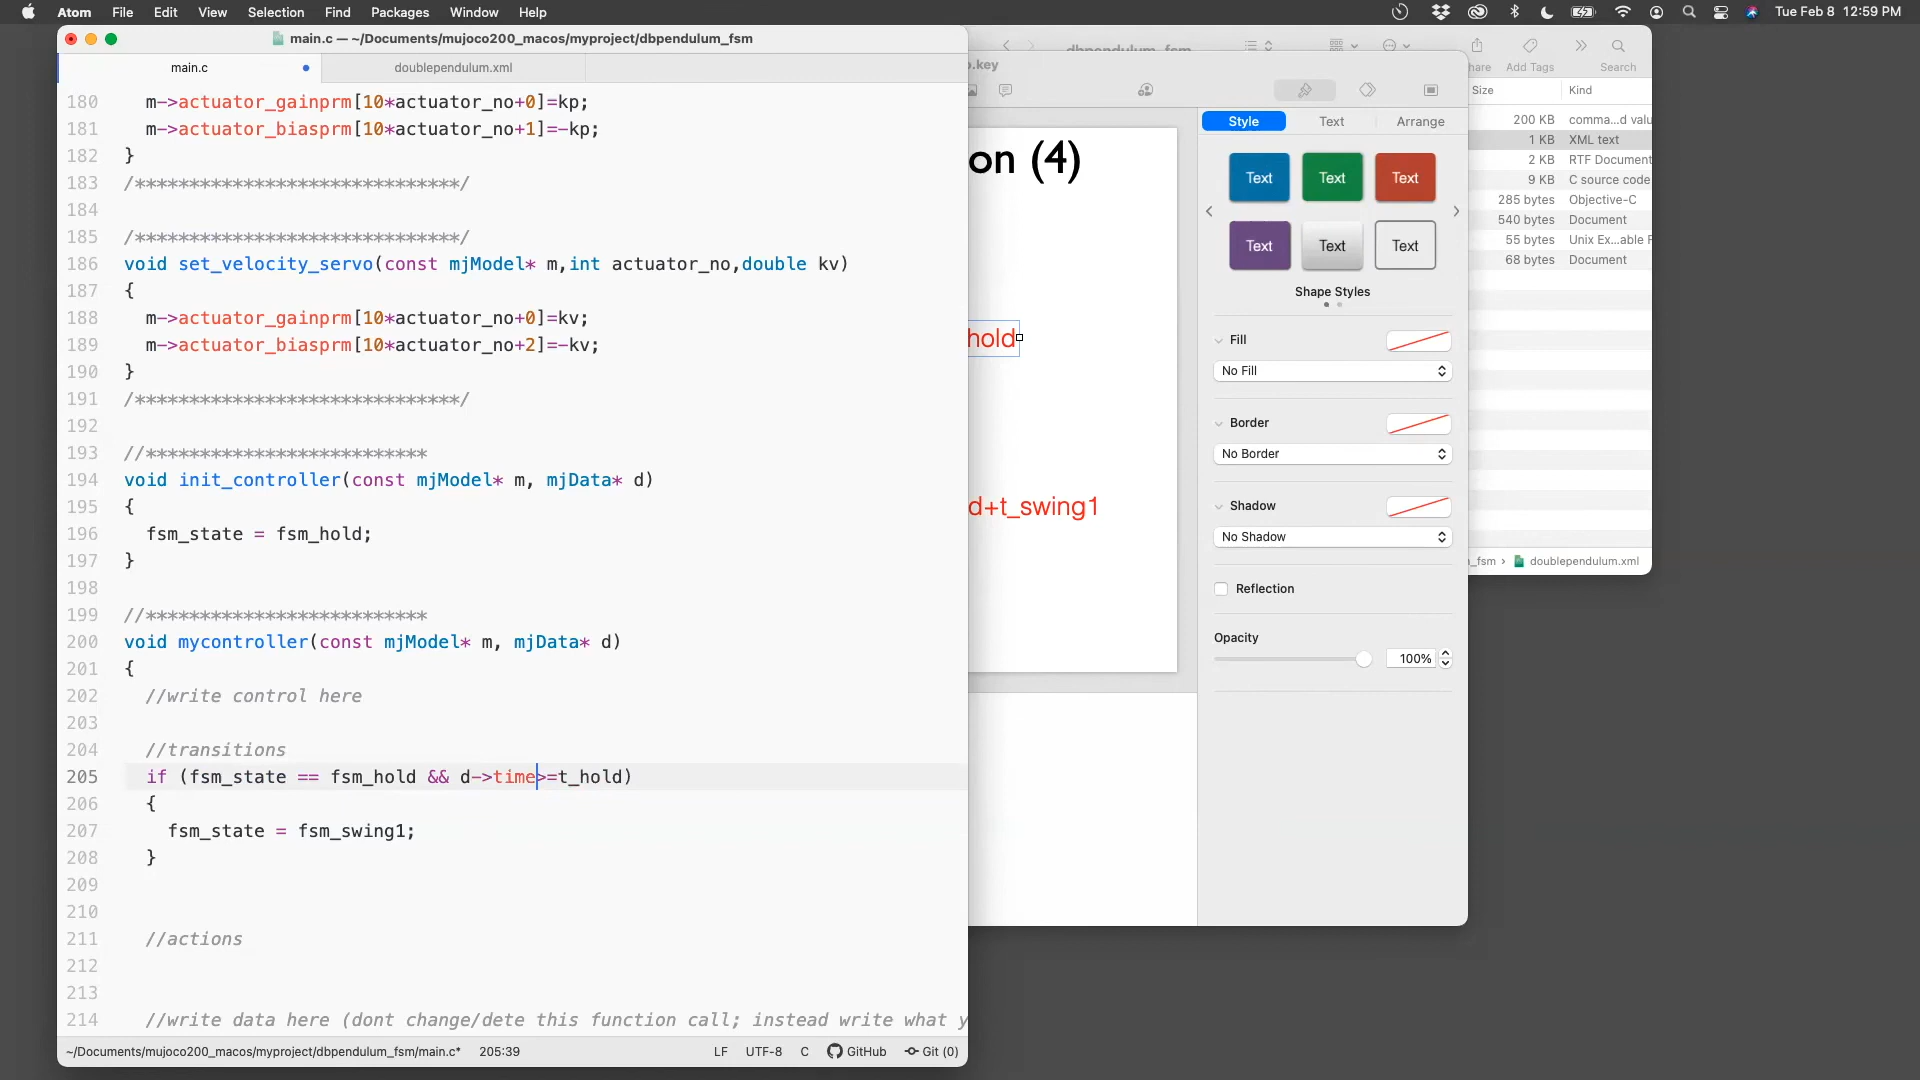 Atom File Edit View Selection Find Packages Window Help
Tue Feb 8 12:59 PM
main.c — ~/Documents/mujoco200_macos/myproject/dbpendulum_fsm
main.c
doublependulum.xml
180 m->actuator_gainprm[10*actuator_no+0]=kp;
181 m->actuator_biasprm[10*actuator_no+1]=-kp;
182 }
183 /******************************/
184
185 /******************************/
186 void set_velocity_servo(const mjModel* m,int actuator_no,double kv)
187 {
188 m->actuator_gainprm[10*actuator_no+0]=kv;
189 m->actuator_biasprm[10*actuator_no+2]=-kv;
190 }
191 /******************************/
192
193 //**************************
194 void init_controller(const mjModel* m, mjData* d)
195 {
196 fsm_state = fsm_hold;
197 }
198
199 //**************************
200 void mycontroller(const mjModel* m, mjData* d)
201 {
202 //write control here
203
204 //transitions
205 if (fsm_state == fsm_hold && d->time>=t_hold)
206 {
207 fsm_state = fsm_swing1;
208 }
209
210
211 //actions
212
213
214 //write data here (dont change/dete this function call; instead write what y
~/Documents/mujoco200_macos/myproject/dbpendulum_fsm/main.c* 205:39
LF UTF-8 C GitHub Git (0)
dbpendulum_fsm
.key
on (4)
hold
d+t_swing1
Style Text Arrange
Text Text Text
Text Text Text
Shape Styles
Fill
No Fill
Border
No Border
Shadow
No Shadow
Reflection
Opacity
100%
hare Add Tags Search
Size Kind
200 KB comma...d valu
1 KB XML text
2 KB RTF Document
9 KB C source code
285 bytes Objective-C
540 bytes Document
55 bytes Unix Ex...able F
68 bytes Document
_fsm › doublependulum.xml